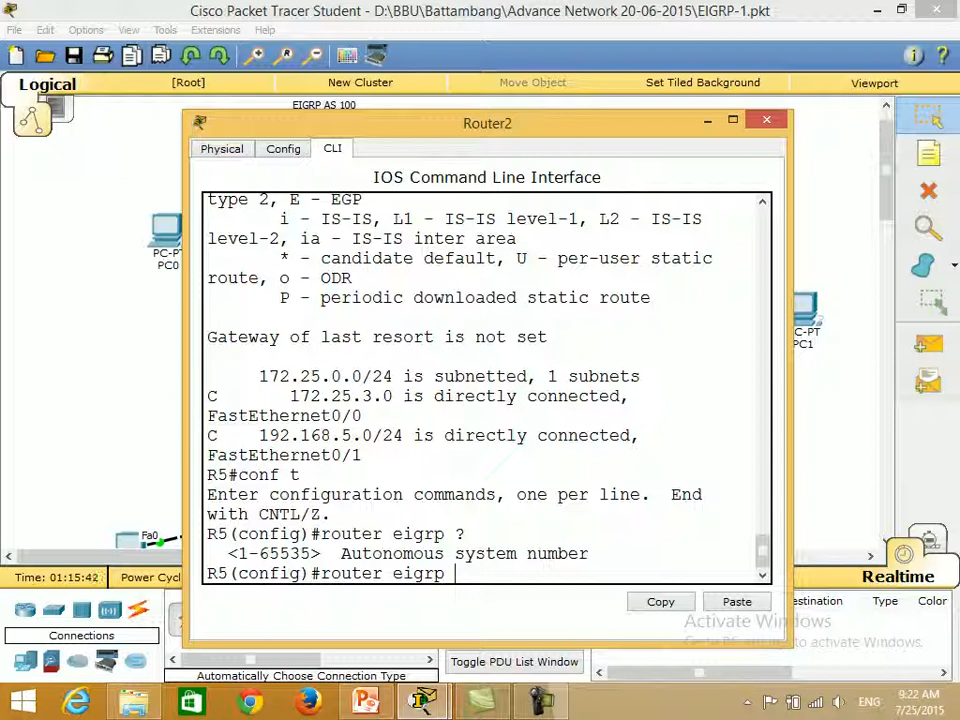 Cisco Packet Tracer Student - D:\BBU\Battambang\Advance Network 20-06-2015\EIGRP-1.pkt
File Edit Options View Tools Extensions Help
Logical [Root] New Cluster Move Object Set Tiled Background Viewport
EIGRP AS 100
Router2
Physical Config CLI
IOS Command Line Interface
type 2, E - EGP
i - IS-IS, L1 - IS-IS level-1, L2 - IS-IS
level-2, ia - IS-IS inter area
* - candidate default, U - per-user static
route, o - ODR
P - periodic downloaded static route
Gateway of last resort is not set
172.25.0.0/24 is subnetted, 1 subnets
C 172.25.3.0 is directly connected,
FastEthernet0/0
C 192.168.5.0/24 is directly connected,
FastEthernet0/1
R5#conf t
Enter configuration commands, one per line. End
with CNTL/Z.
R5(config)#router eigrp ?
<1-65535> Autonomous system number
R5(config)#router eigrp
Copy Paste
PC-PT
PC0
PC-PT
PC1
Fa0
Time: 01:15:42 Power Cycl
Realtime
Connections
Automatically Choose Connection Type
Toggle PDU List Window
estination Type Color
Activate Windows
to activate Windows.
ENG
9:22 AM
7/25/2015